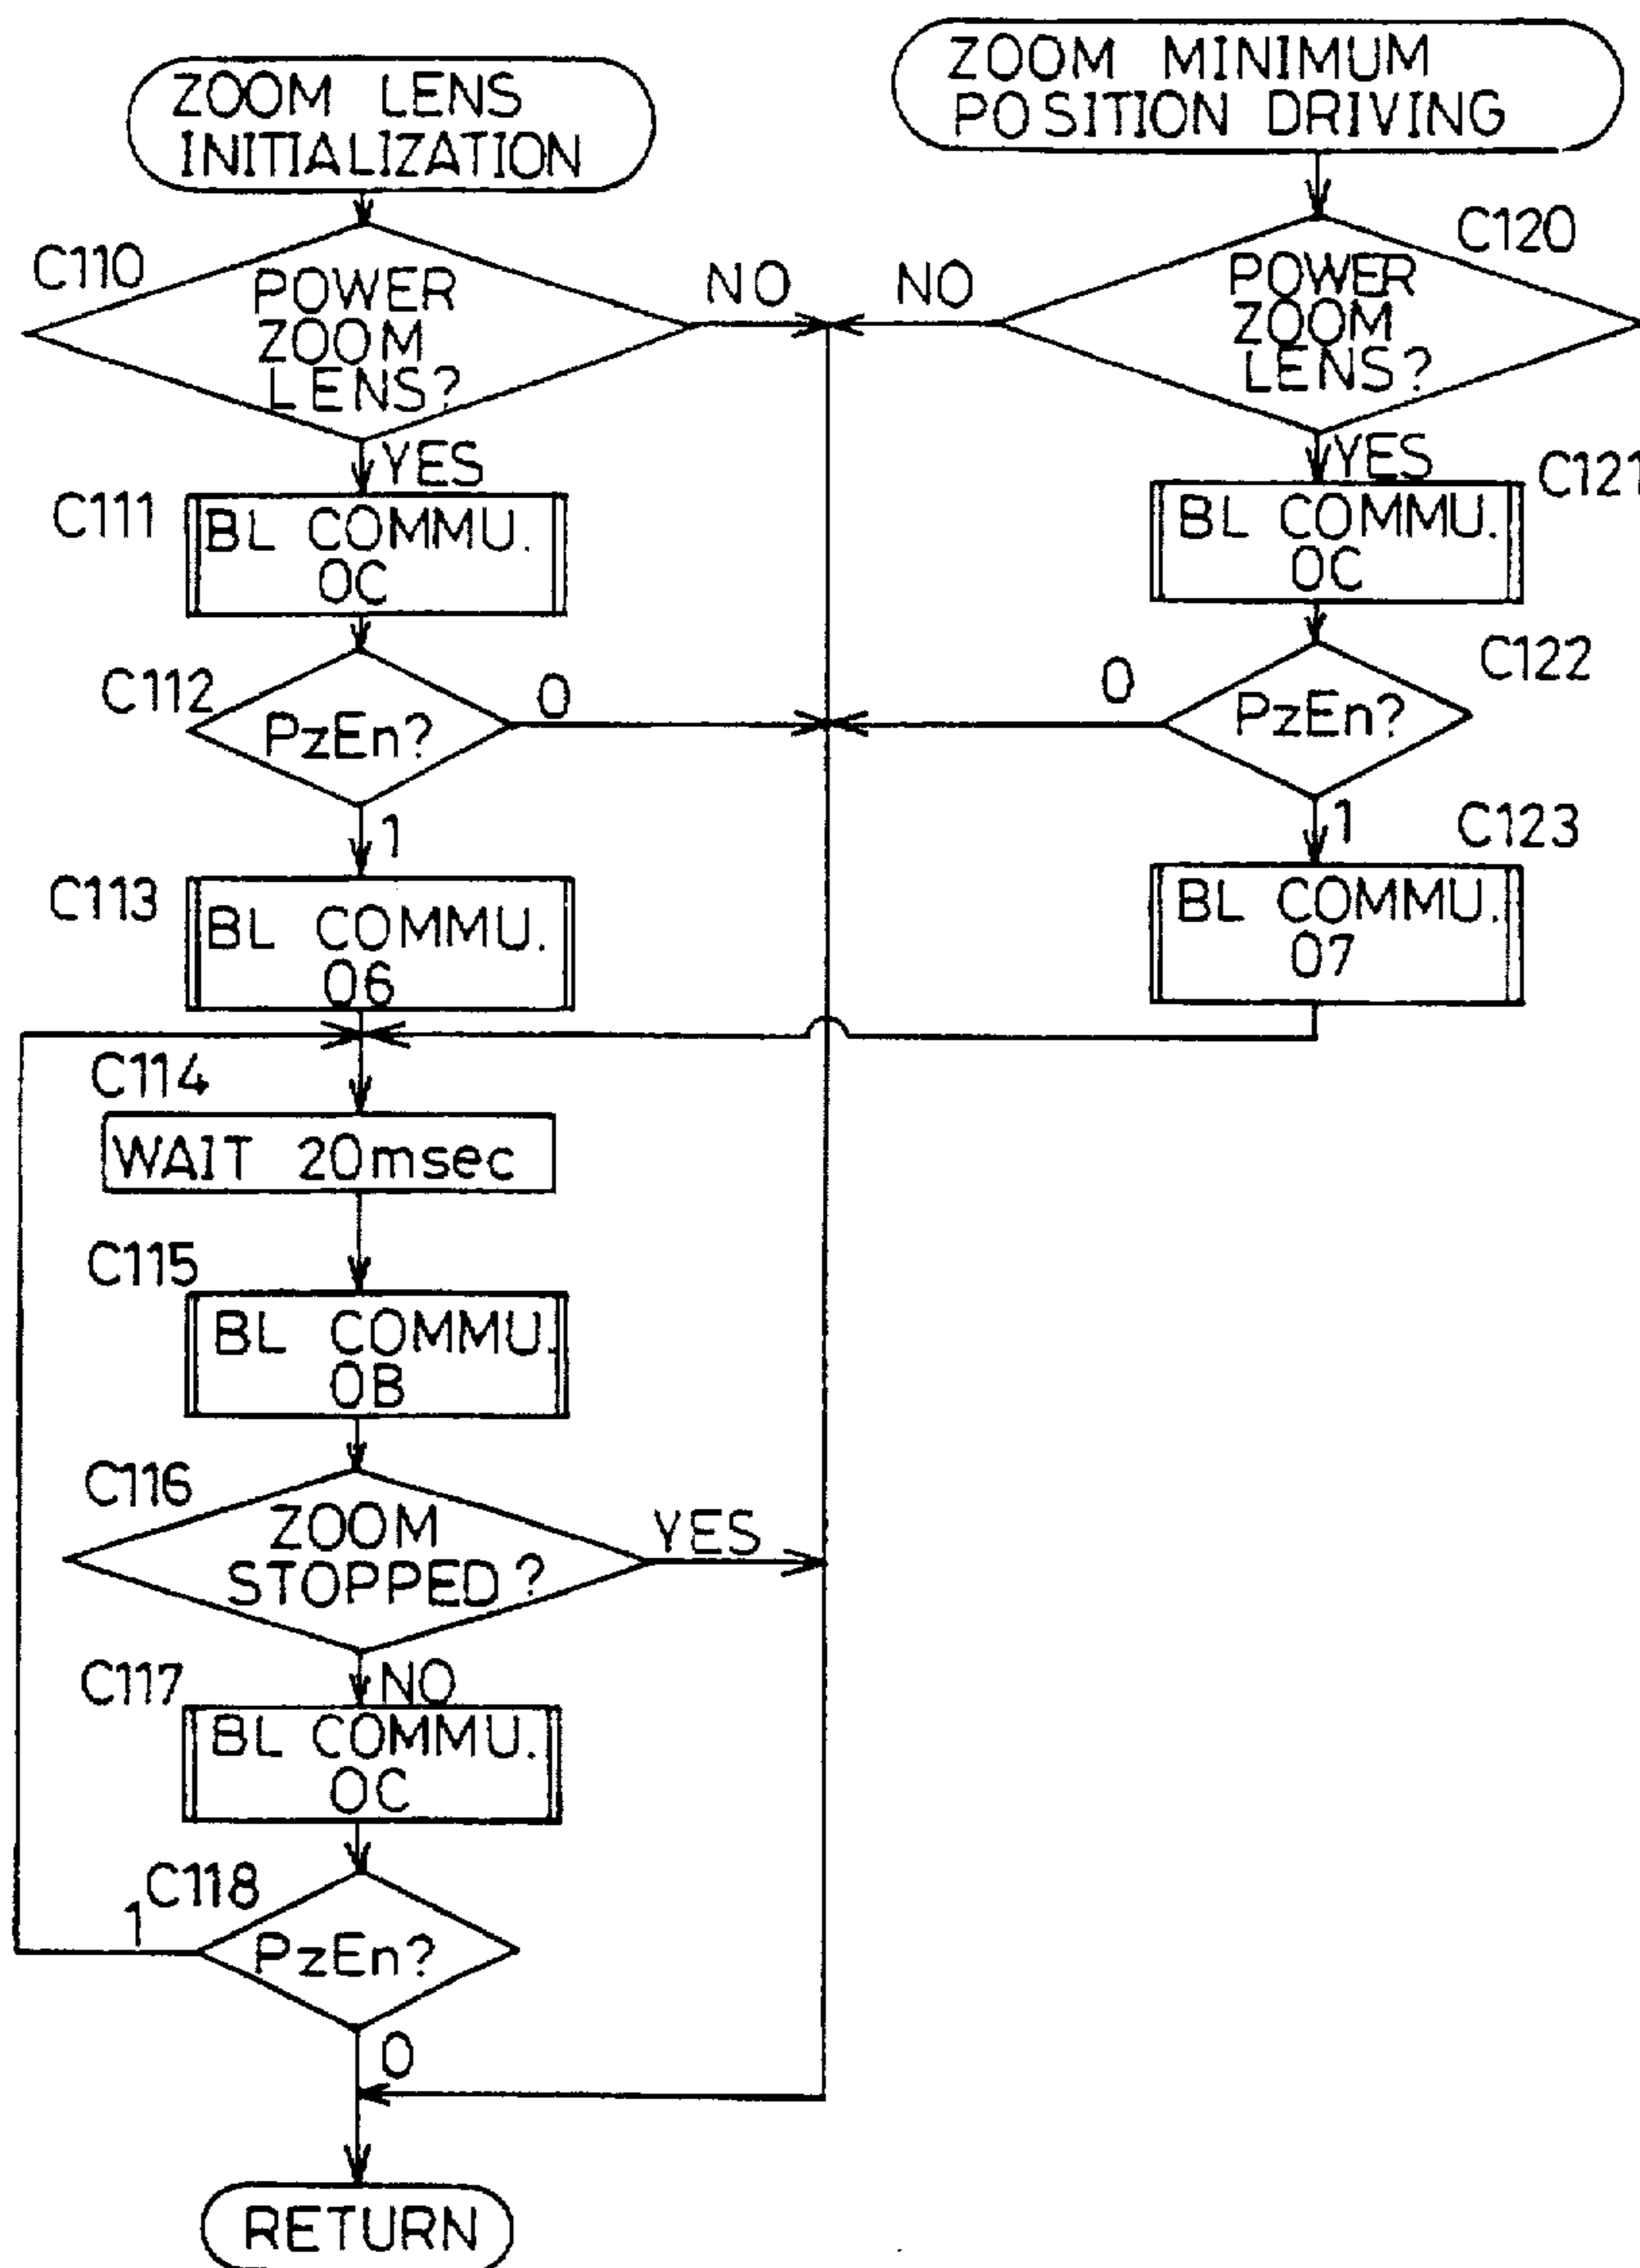 ZOOM LENS
INITIALIZATION
C110
POWER
ZOOM
LENS?
NO
YES
C111
BL COMMU.
0C
C112
PzEn?
0
1
C113
BL COMMU.
06
C114
WAIT 20msec
C115
BL COMMU.
0B
C116
ZOOM
STOPPED?
YES
NO
C117
BL COMMU.
0C
C118
PzEn?
1
0
RETURN
ZOOM MINIMUM
POSITION DRIVING
C120
POWER
ZOOM
LENS?
NO
YES
C121
BL COMMU.
0C
C122
PzEn?
0
1
C123
BL COMMU.
07